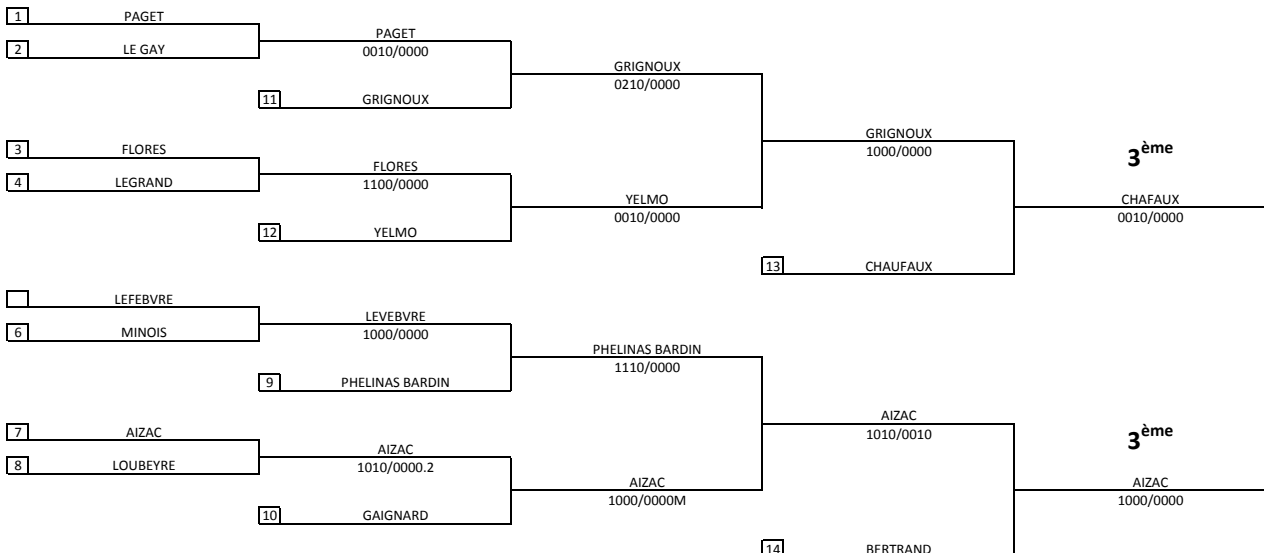 1 PAGET
2 LE GAY
PAGET
0010/0000
11 GRIGNOUX
GRIGNOUX
0210/0000
3 FLORES
4 LEGRAND
FLORES
1100/0000
12 YELMO
YELMO
0010/0000
GRIGNOUX
1000/0000
13 CHAUFAUX
3ème
CHAFAUX
0010/0000
LEFEBVRE
6 MINOIS
LEVEBVRE
1000/0000
9 PHELINAS BARDIN
PHELINAS BARDIN
1110/0000
7 AIZAC
8 LOUBEYRE
AIZAC
1010/0000.2
10 GAIGNARD
AIZAC
1000/0000M
AIZAC
1010/0010
14 BERTRAND
3ème
AIZAC
1000/0000